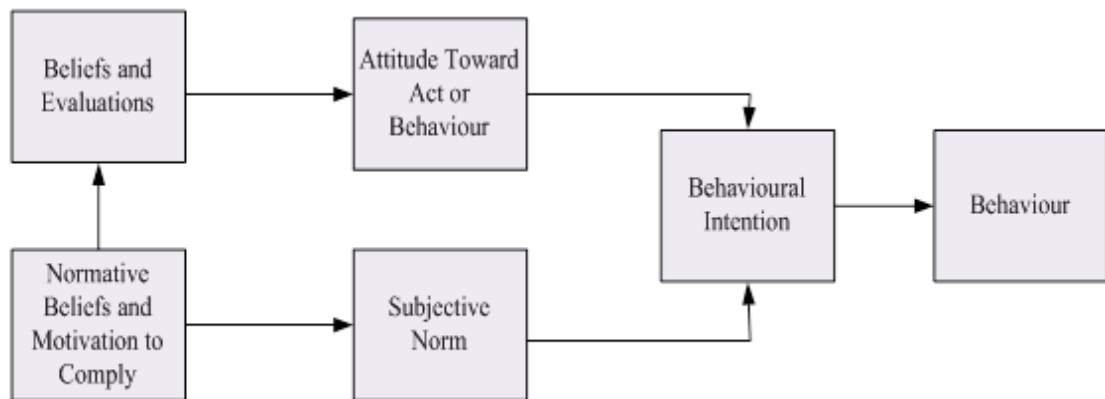 Beliefs and
Evaluations
Attitude Toward
Act or
Behaviour
Behavioural
Intention
Behaviour
Normative
Beliefs and
Motivation to
Comply
Subjective
Norm